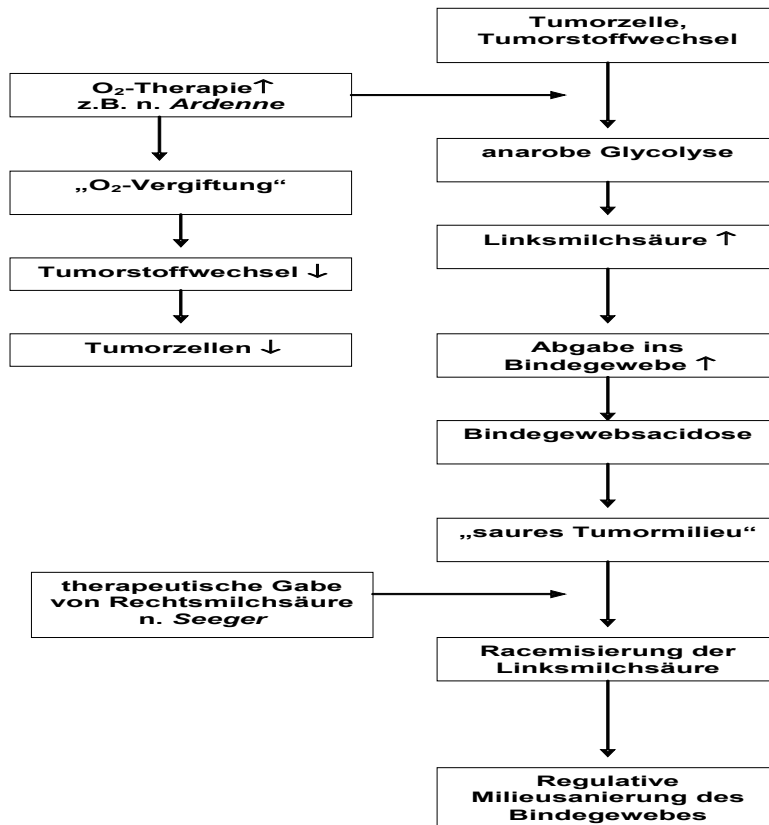 Tumorzelle,
Tumorstoffwechsel
O₂-Therapie↑
z.B. n. Ardenne
anarobe Glycolyse
„O₂-Vergiftung“
Linksmilchsäure ↑
Tumorstoffwechsel ↓
Tumorzellen ↓
Abgabe ins
Bindegewebe ↑
Bindegewebsacidose
„saures Tumormilieu“
therapeutische Gabe
von Rechtsmilchsäure
n. Seeger
Racemisierung der
Linksmilchsäure
Regulative
Milieusanierung des
Bindegewebes